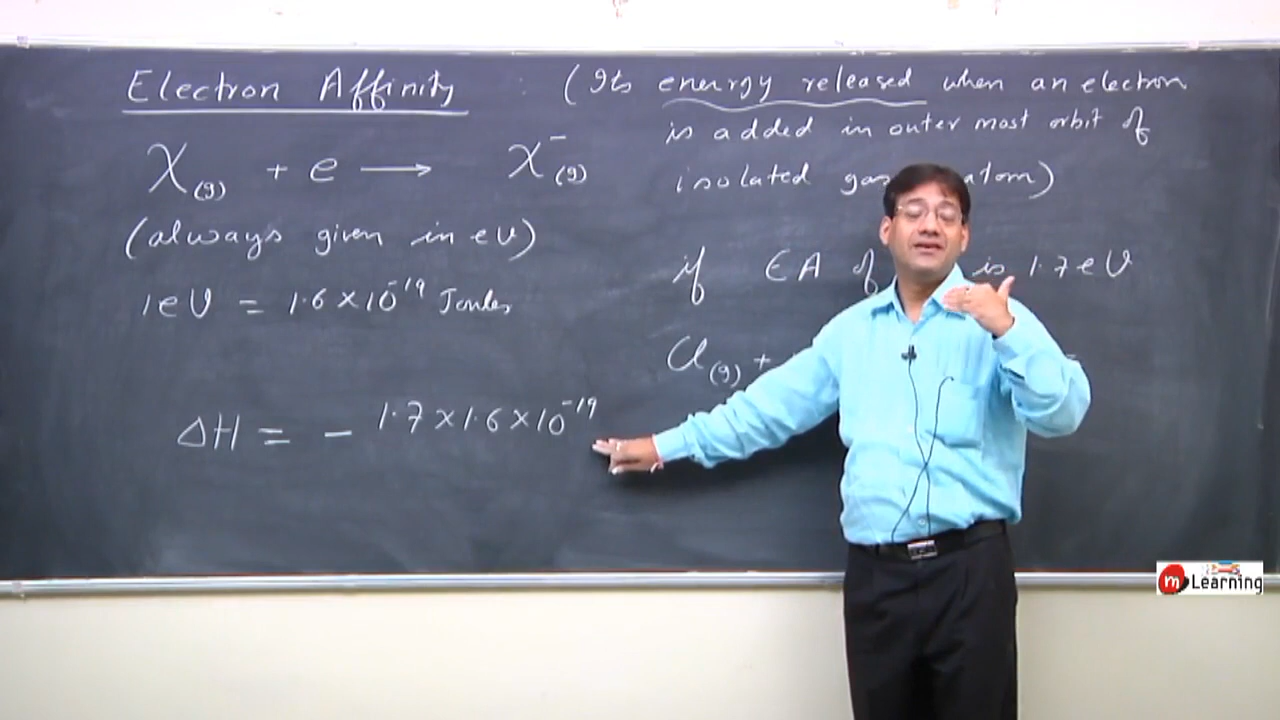 Electron Affinity : (Its energy released when an electron
is added in outer most orbit of
isolated gas atom)
X(g) + e ⟶ X⁻(g)
(always given in eV)
1eV = 1.6×10⁻¹⁹ Joules
if EA of is 1.7eV
Cl(g) +
ΔH = - 1.7×1.6×10⁻¹⁹
m Learning